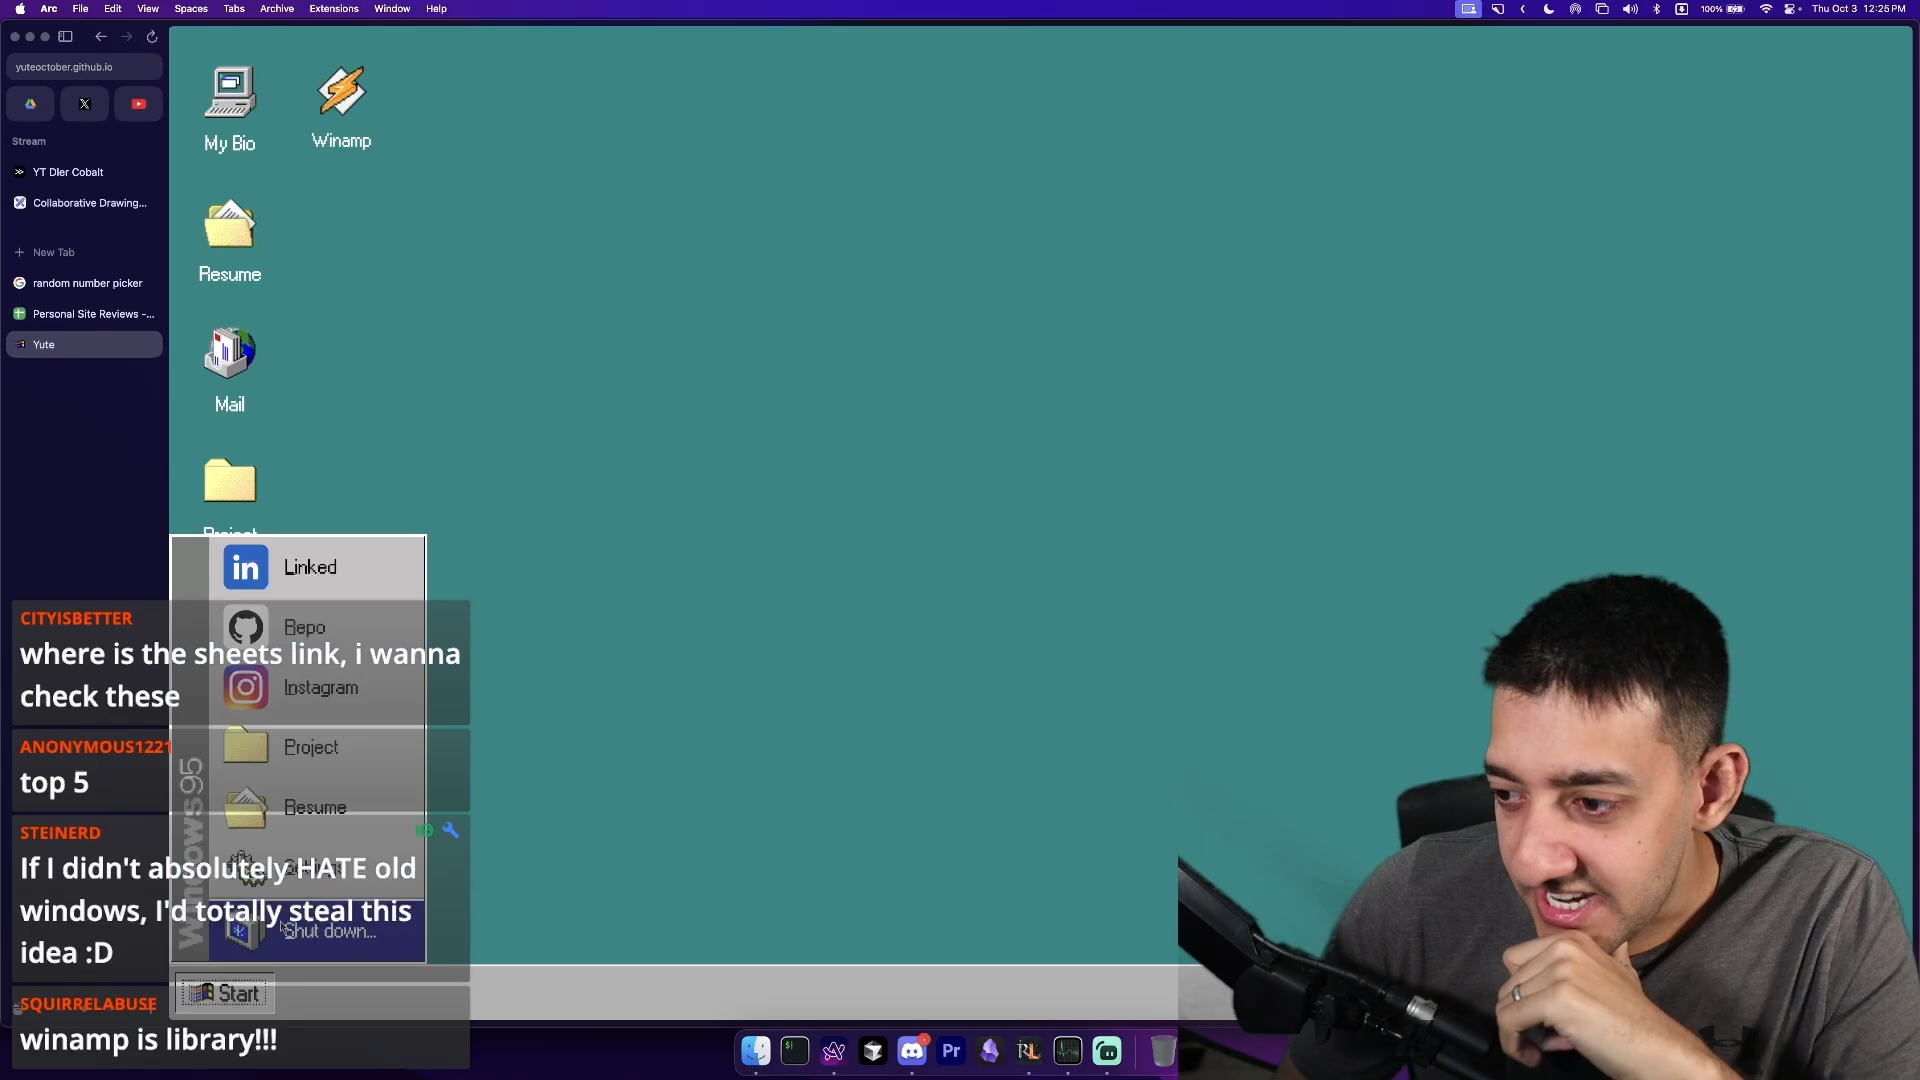 Arc File Edit View Spaces Tabs Archive Extensions Window Help
100% Thu Oct 3 12:25 PM
yuteoctober.github.io
Stream
YT Dler Cobalt
Collaborative Drawing...
New Tab
random number picker
Personal Site Reviews -...
Yute
My Bio
Winamp
Resume
Mail
Project
Linked
Repo
Instagram
Project
Resume
Shut down...
Windows95
Start
CITYISBETTER
where is the sheets link, i wanna
check these
ANONYMOUS1221
top 5
STEINERD
If I didn't absolutely HATE old
windows, I'd totally steal this
idea :D
SQUIRRELABUSE
winamp is library!!!
Pr